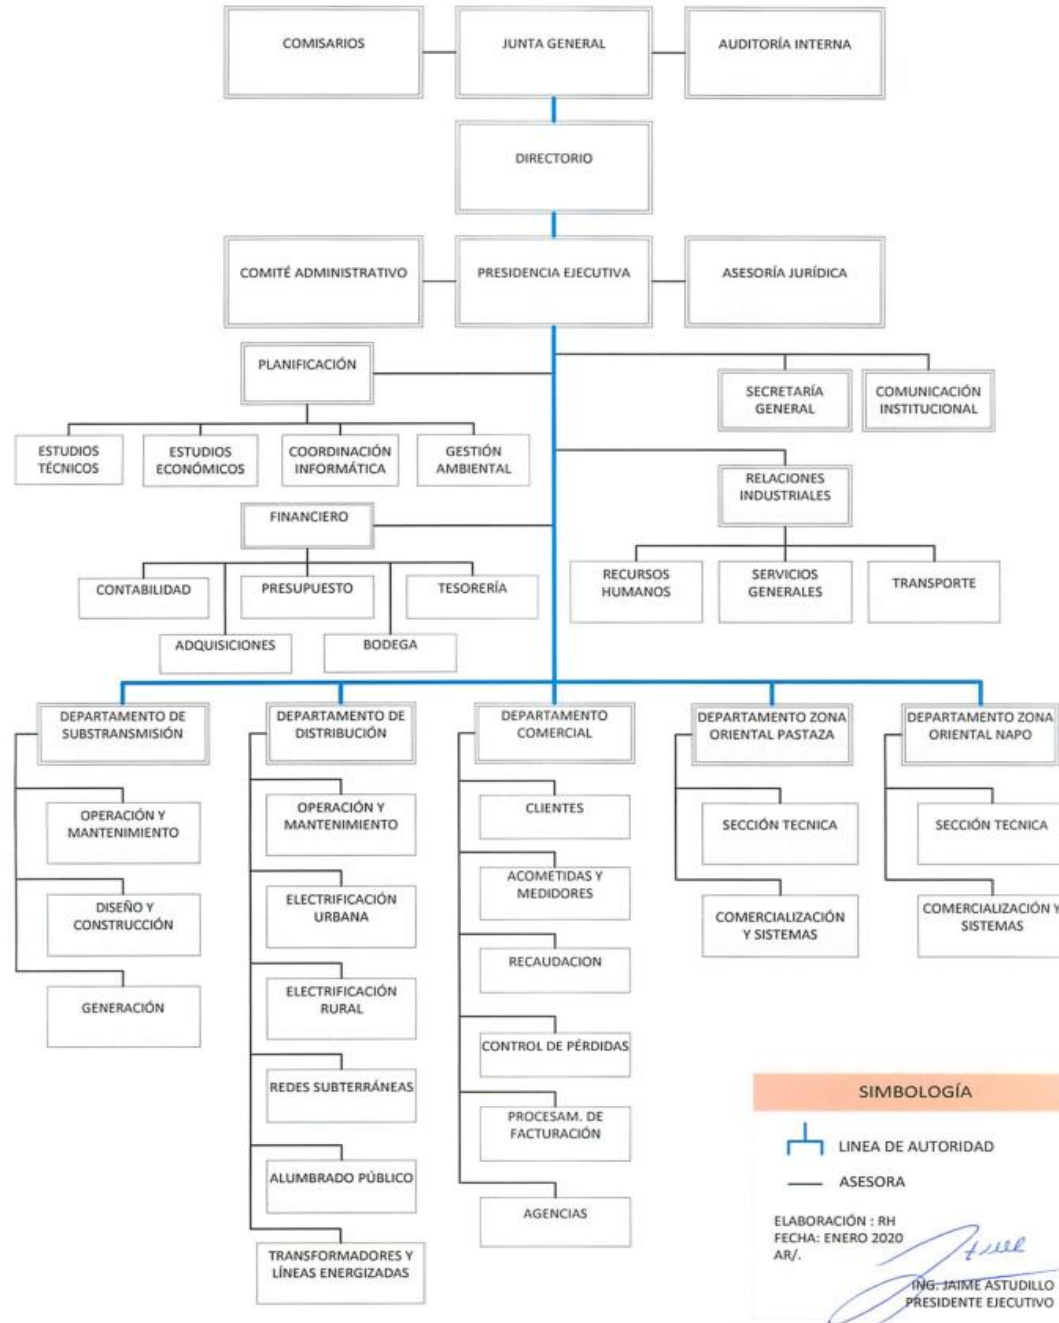 COMISARIOS
JUNTA GENERAL
AUDITORÍA INTERNA
DIRECTORIO
COMITÉ ADMINISTRATIVO
PRESIDENCIA EJECUTIVA
ASESORÍA JURÍDICA
PLANIFICACIÓN
SECRETARÍA
GENERAL
COMUNICACIÓN
INSTITUCIONAL
ESTUDIOS
TÉCNICOS
ESTUDIOS
ECONÓMICOS
COORDINACIÓN
INFORMÁTICA
GESTIÓN
AMBIENTAL
RELACIONES
INDUSTRIALES
FINANCIERO
CONTABILIDAD
PRESUPUESTO
TESORERÍA
RECURSOS
HUMANOS
SERVICIOS
GENERALES
TRANSPORTE
ADQUISICIONES
BODEGA
DEPARTAMENTO DE
SUBSTRANSMISIÓN
DEPARTAMENTO DE
DISTRIBUCIÓN
DEPARTAMENTO
COMERCIAL
DEPARTAMENTO ZONA
ORIENTAL PASTAZA
DEPARTAMENTO ZONA
ORIENTAL NAPO
OPERACIÓN Y
MANTENIMIENTO
DISEÑO Y
CONSTRUCCIÓN
GENERACIÓN
OPERACIÓN Y
MANTENIMIENTO
ELECTRIFICACIÓN
URBANA
ELECTRIFICACIÓN
RURAL
REDES SUBTERRÁNEAS
ALUMBRADO PÚBLICO
TRANSFORMADORES Y
LÍNEAS ENERGIZADAS
CLIENTES
ACOMETIDAS Y
MEDIDORES
RECAUDACION
CONTROL DE PÉRDIDAS
PROCESAM. DE
FACTURACIÓN
AGENCIAS
SECCIÓN TECNICA
COMERCIALIZACIÓN
Y SISTEMAS
SECCIÓN TECNICA
COMERCIALIZACIÓN Y
SISTEMAS
SIMBOLOGÍA
LINEA DE AUTORIDAD
ASESORA
ELABORACIÓN : RH
FECHA: ENERO 2020
AR/.
ING. JAIME ASTUDILLO
PRESIDENTE EJECUTIVO